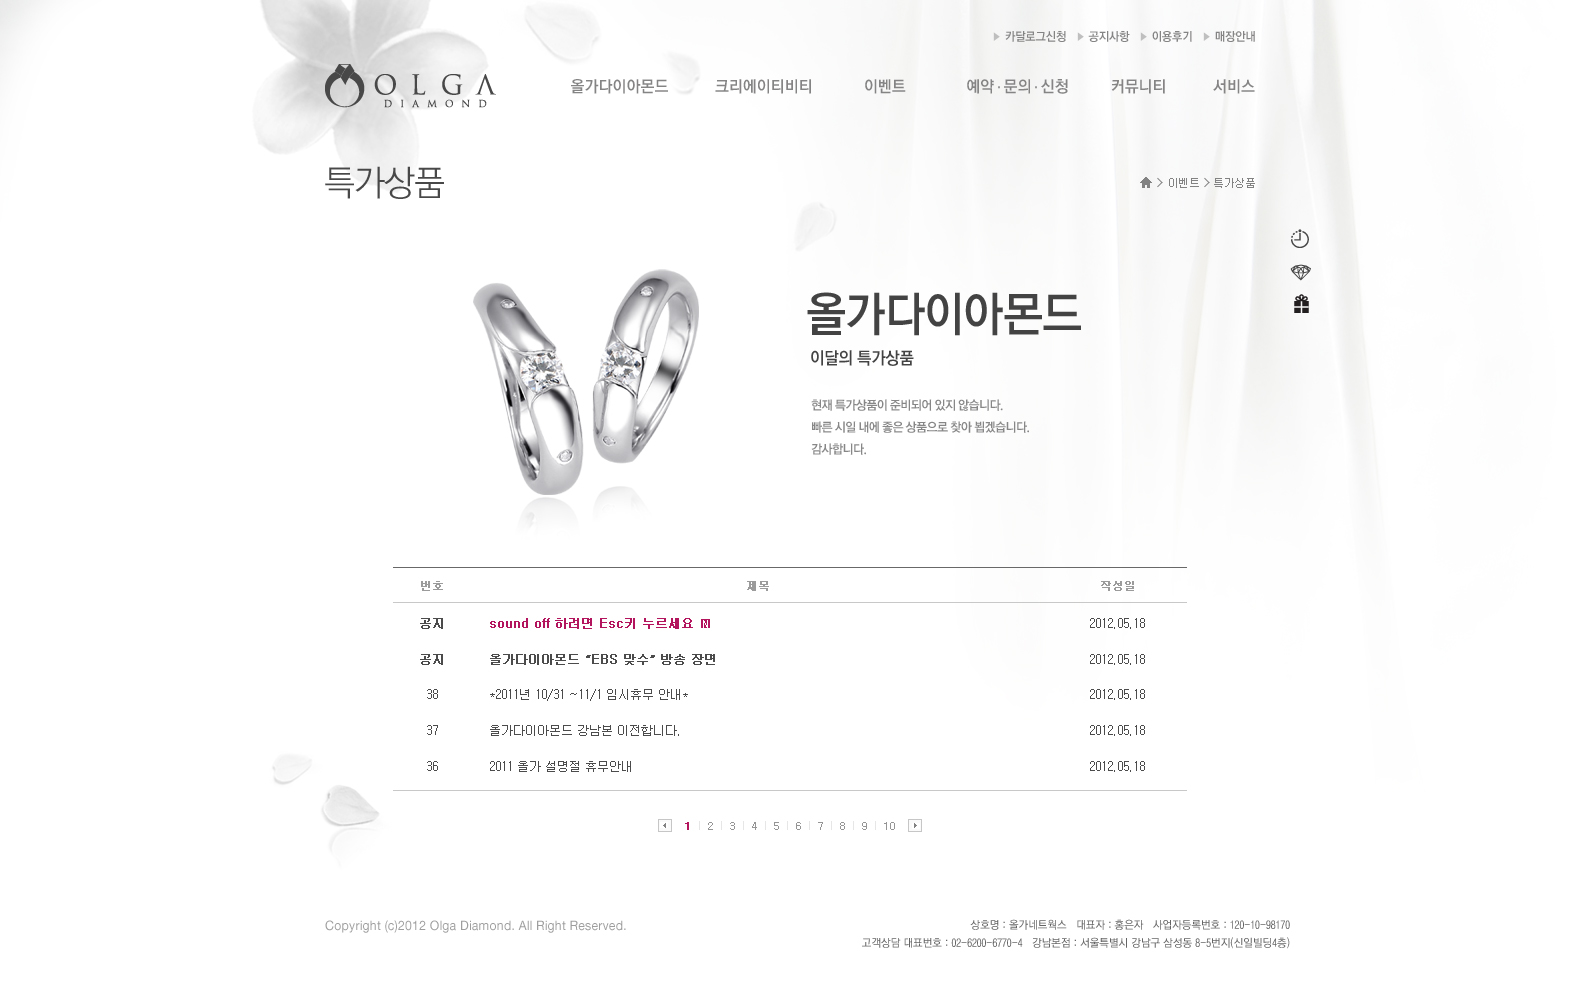 카달로그신청 공지사항 이용후기 매장안내
OLGA
DIAMOND
올가다이아몬드 크리에이티비티 이벤트 예약·문의·신청 커뮤니티 서비스
특가상품
이벤트 > 특가상품
올가다이아몬드
이달의 특가상품
현재 특가상품이 준비되어 있지 않습니다.
빠른 시일 내에 좋은 상품으로 찾아 뵙겠습니다.
감사합니다.
번호 제목 작성일
공지 sound off 하려면 Esc키 누르세요 N 2012.05.18
공지 올가다이아몬드 “EBS 맞수” 방송 장면 2012.05.18
38 *2011년 10/31 ~11/1 임시휴무 안내* 2012.05.18
37 올가다이아몬드 강남본 이전합니다. 2012.05.18
36 2011 올가 설명절 휴무안내 2012.05.18
1 2 3 4 5 6 7 8 9 10
Copyright (c)2012 Olga Diamond. All Right Reserved.
상호명 : 올가네트웍스 대표자 : 홍은자 사업자등록번호 : 120-10-98170
고객상담 대표번호 : 02-6200-6770-4 강남본점 : 서울특별시 강남구 삼성동 8-5번지(신일빌딩4층)